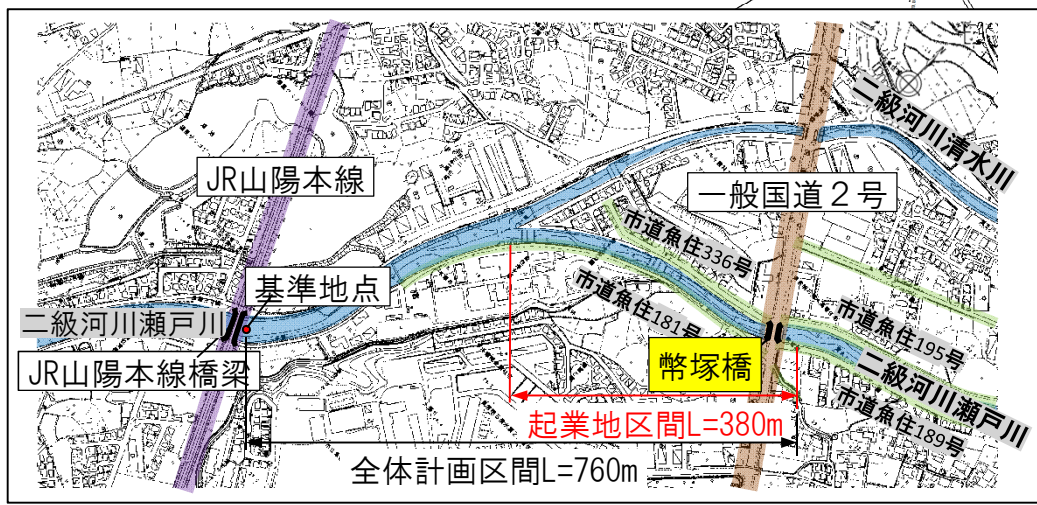 二級河川清水川
JR山陽本線
一般国道２号
市道魚住336号
基準地点
二級河川瀬戸川
市道魚住181号
市道魚住195号
JR山陽本線橋梁
幣塚橋
二級河川瀬戸川
市道魚住189号
起業地区間L=380m
全体計画区間L=760m